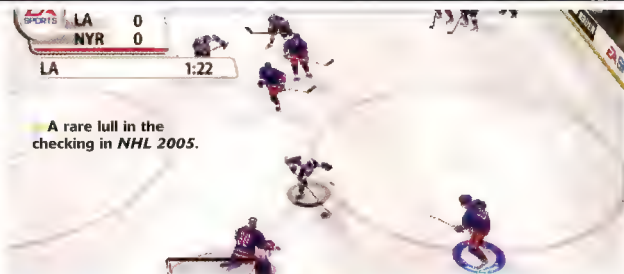 EA
SPORTS
LA 0
NYR 0
LA 1:22
A rare lull in the
checking in NHL 2005.